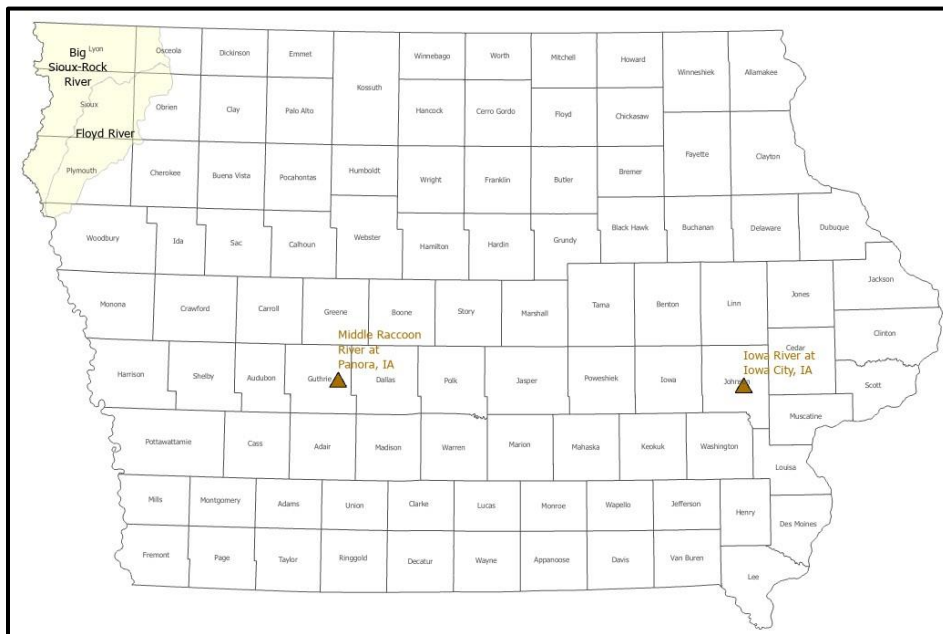 Lyon
Osceola
Dickinson
Emmet
Winnebago
Worth
Mitchell
Howard
Winneshiek
Allamakee
Big
Sioux-Rock
River
Kossuth
Sioux
Obrien
Clay
Palo Alto
Hancock
Cerro Gordo
Floyd
Chickasaw
Floyd River
Fayette
Clayton
Plymouth
Cherokee
Buena Vista
Pocahontas
Humboldt
Wright
Franklin
Butler
Bremer
Woodbury
Ida
Sac
Calhoun
Webster
Hamilton
Hardin
Grundy
Black Hawk
Buchanan
Delaware
Dubuque
Monona
Crawford
Carroll
Greene
Boone
Story
Marshall
Tama
Benton
Linn
Jones
Jackson
Clinton
Cedar
Middle Raccoon
River at
Panora, IA
Iowa River at
Iowa City, IA
Harrison
Shelby
Audubon
Guthrie
Dallas
Polk
Jasper
Poweshiek
Iowa
Johnson
Scott
Muscatine
Pottawattamie
Cass
Adair
Madison
Warren
Marion
Mahaska
Keokuk
Washington
Louisa
Mills
Montgomery
Adams
Union
Clarke
Lucas
Monroe
Wapello
Jefferson
Henry
Des Moines
Fremont
Page
Taylor
Ringgold
Decatur
Wayne
Appanoose
Davis
Van Buren
Lee